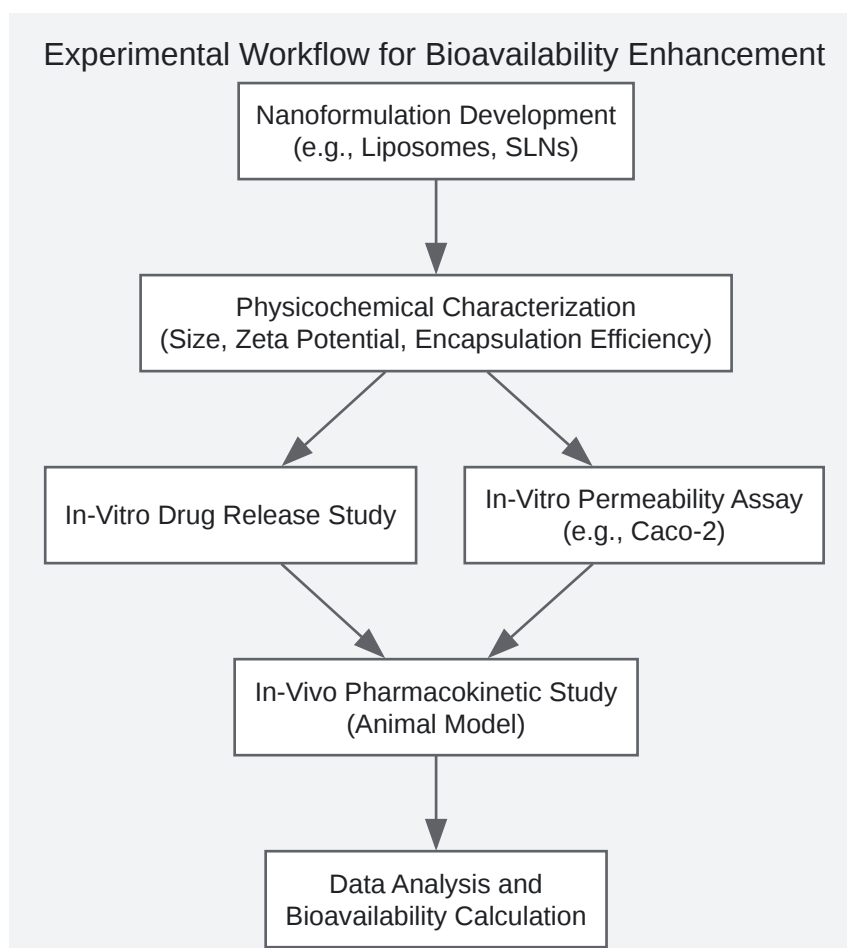 Experimental Workflow for Bioavailability Enhancement
Nanoformulation Development
(e.g., Liposomes, SLNs)
Physicochemical Characterization
(Size, Zeta Potential, Encapsulation Efficiency)
In-Vitro Drug Release Study
In-Vitro Permeability Assay
(e.g., Caco-2)
In-Vivo Pharmacokinetic Study
(Animal Model)
Data Analysis and
Bioavailability Calculation